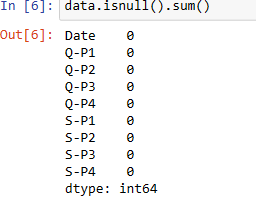 In [6]: data.isnull().sum()
Out[6]: Date 0
Q-P1 0
Q-P2 0
Q-P3 0
Q-P4 0
S-P1 0
S-P2 0
S-P3 0
S-P4 0
dtype: int64